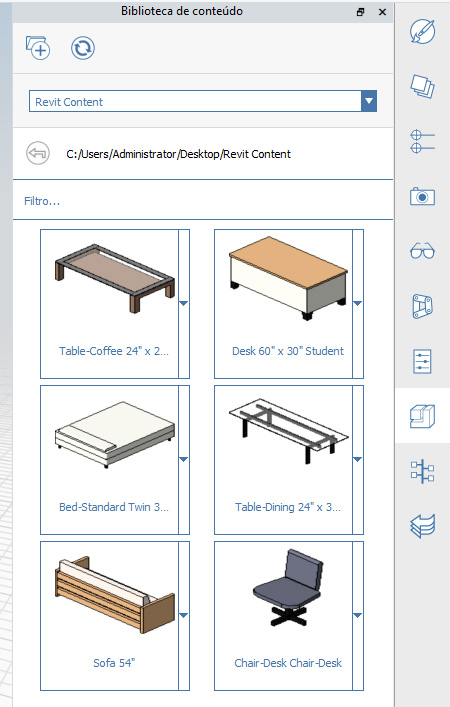 Biblioteca de conteúdo
Revit Content
C:/Users/Administrator/Desktop/Revit Content
Filtro...
Table-Coffee 24" x 2...
Desk 60" x 30" Student
Bed-Standard Twin 3...
Table-Dining 24" x 3...
Sofa 54"
Chair-Desk Chair-Desk